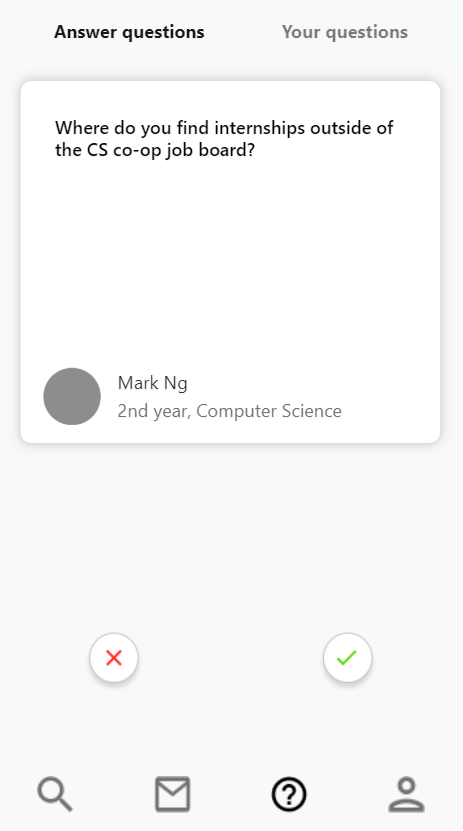 Answer questions
Your questions
Where do you find internships outside of
the CS co-op job board?
Mark Ng
2nd year, Computer Science